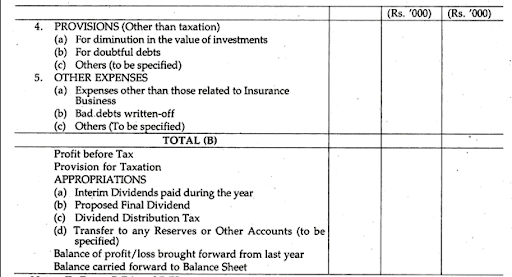 (Rs. '000) (Rs. '000)
4. PROVISIONS (Other than taxation)
(a) For diminution in the value of investments
(b) For doubtful debts
(c) Others (to be specified)
5. OTHER EXPENSES
(a) Expenses other than those related to Insurance
Business
(b) Bad debts written-off
(c) Others (To be specified)
TOTAL (B)
Profit before Tax
Provision for Taxation
APPROPRIATIONS
(a) Interim Dividends paid during the year
(b) Proposed Final Dividend
(c) Dividend Distribution Tax
(d) Transfer to any Reserves or Other Accounts (to be
specified)
Balance of profit/loss brought forward from last year
Balance carried forward to Balance Sheet